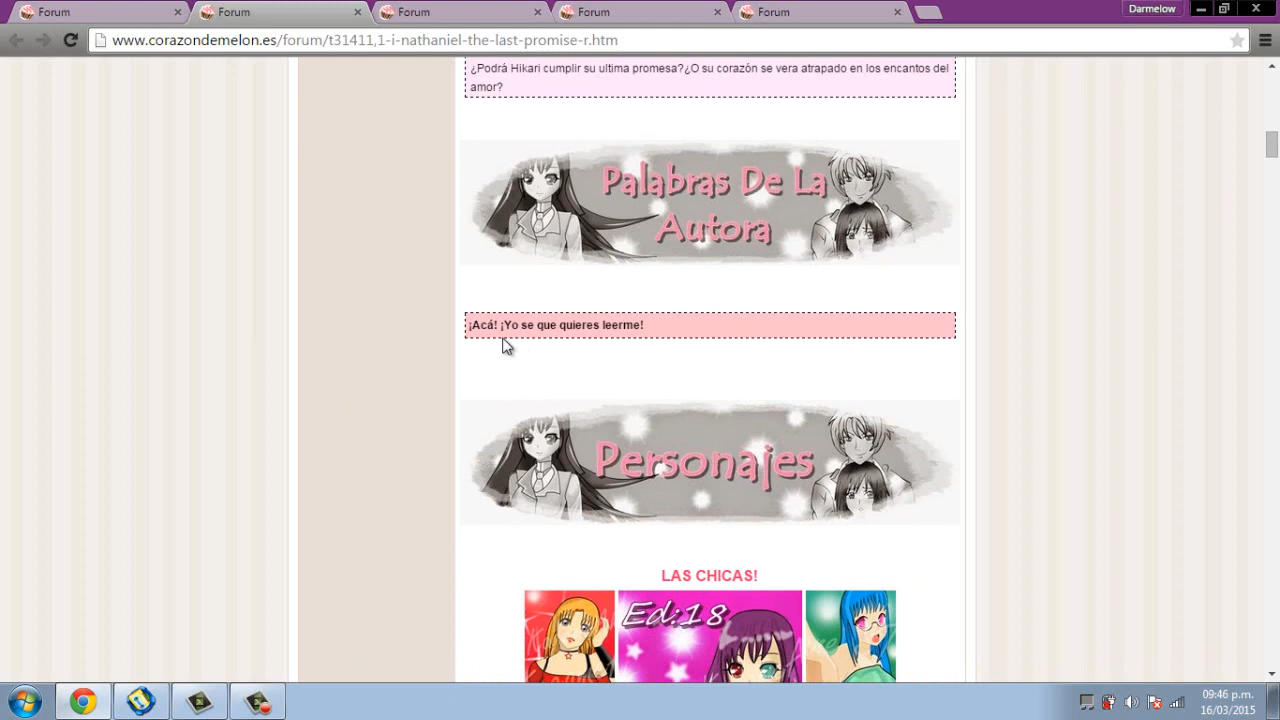 Forum
Forum
Forum
Forum
Forum
Darmelow
www.corazondemelon.es/forum/t31411,1-i-nathaniel-the-last-promise-r.htm
¿Podrá Hikari cumplir su ultima promesa?¿O su corazón se vera atrapado en los encantos del
amor?
Palabras De La
Autora
¡Acá! ¡Yo se que quieres leerme!
Personajes
LAS CHICAS!
Ed:18
09:46 p.m.
16/03/2015